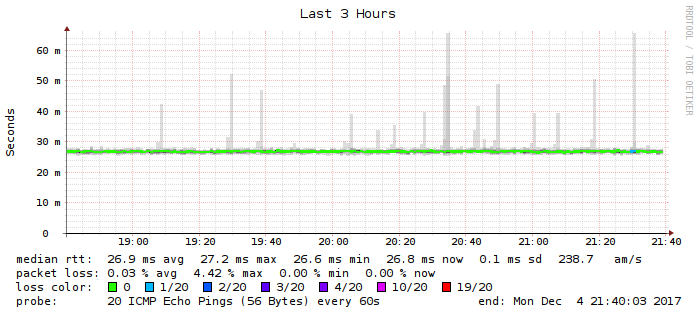 Last 3 Hours
RRDTOOL / TOBI OETIKER
Seconds
60 m
50 m
40 m
30 m
20 m
10 m
0
19:00 19:20 19:40 20:00 20:20 20:40 21:00 21:20 21:40
median rtt: 26.9 ms avg 27.2 ms max 26.6 ms min 26.8 ms now 0.1 ms sd 238.7 am/s
packet loss: 0.03 % avg 4.42 % max 0.00 % min 0.00 % now
loss color: 0 1/20 2/20 3/20 4/20 10/20 19/20
probe: 20 ICMP Echo Pings (56 Bytes) every 60s end: Mon Dec 4 21:40:03 2017